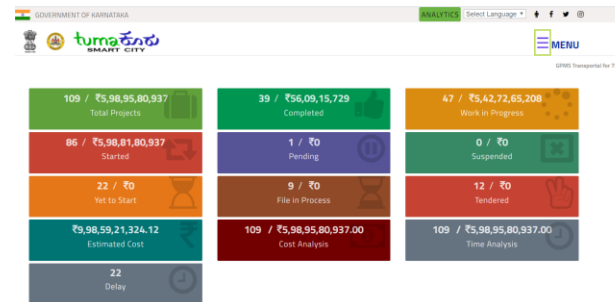 GOVERNMENT OF KARNATAKA
ANALYTICS Select Language
tumaಕೂರು
SMART CITY
MENU
GPMS Transportal for T
109 / ₹5,98,95,80,937
Total Projects
39 / ₹56,09,15,729
Completed
47 / ₹5,42,72,65,208
Work in Progress
86 / ₹5,98,81,80,937
Started
1 / ₹0
Pending
0 / ₹0
Suspended
22 / ₹0
Yet to Start
9 / ₹0
File in Process
12 / ₹0
Tendered
₹9,98,59,21,324.12
Estimated Cost
109 / ₹5,98,95,80,937.00
Cost Analysis
109 / ₹5,98,95,80,937.00
Time Analysis
22
Delay